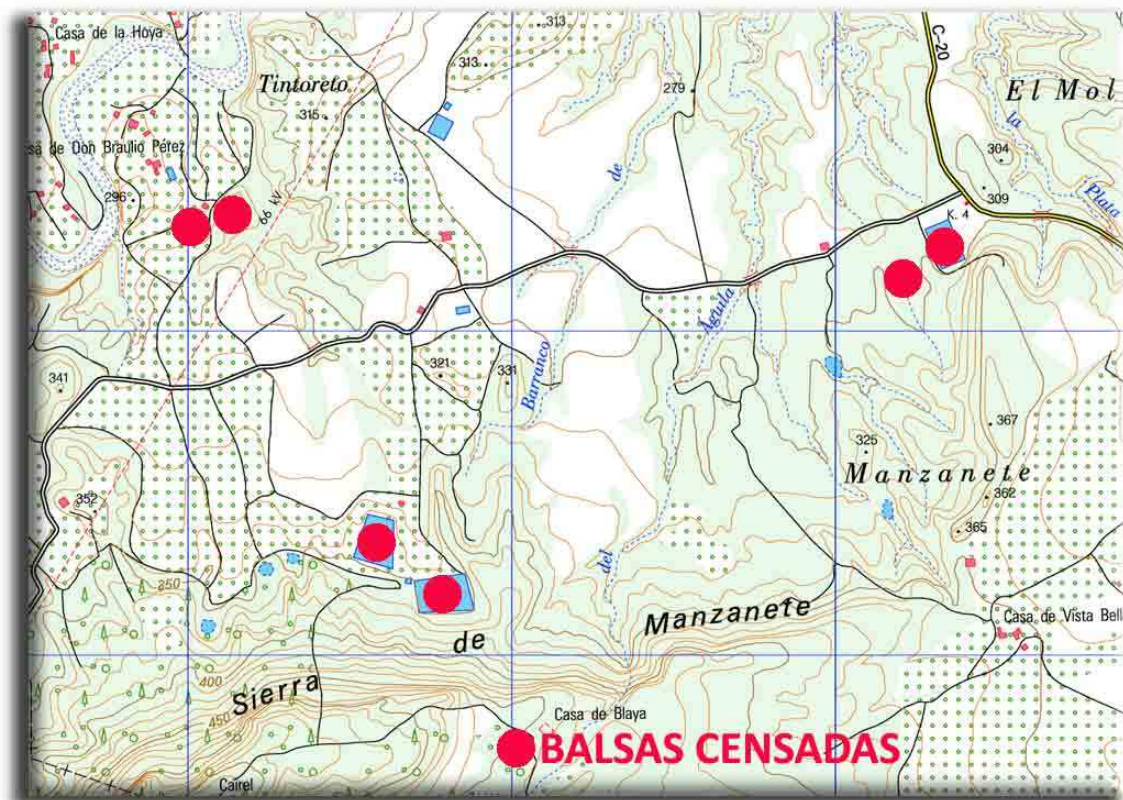 Casa de la Hoya
313
C-20
Tintoreto
313
279
El Mol
la
315
sa de Don Braulio Pérez
de
304
296
66 kV
309
Plata
K. 4
Aguila
321
331
341
Barranco
367
325
Manzanete
362
352
365
350
del
Manzanete
Casa de Vista Bell
de
400
Sierra
450
Casa de Blaya
BALSAS CENSADAS
Cairel